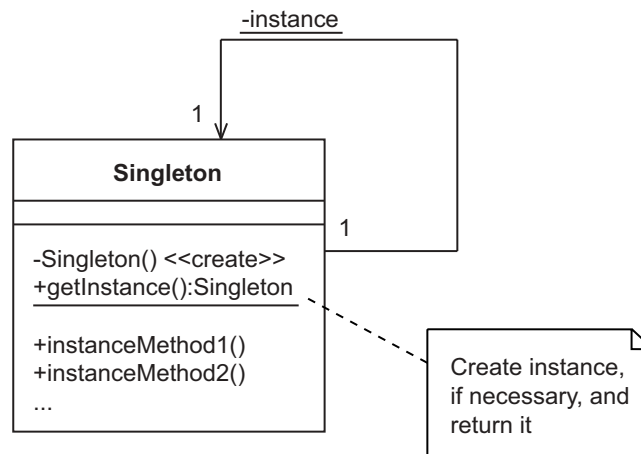 -instance
1
Singleton
1
-Singleton() <<create>>
+getInstance():Singleton
+instanceMethod1()
+instanceMethod2()
...
Create instance,
if necessary, and
return it